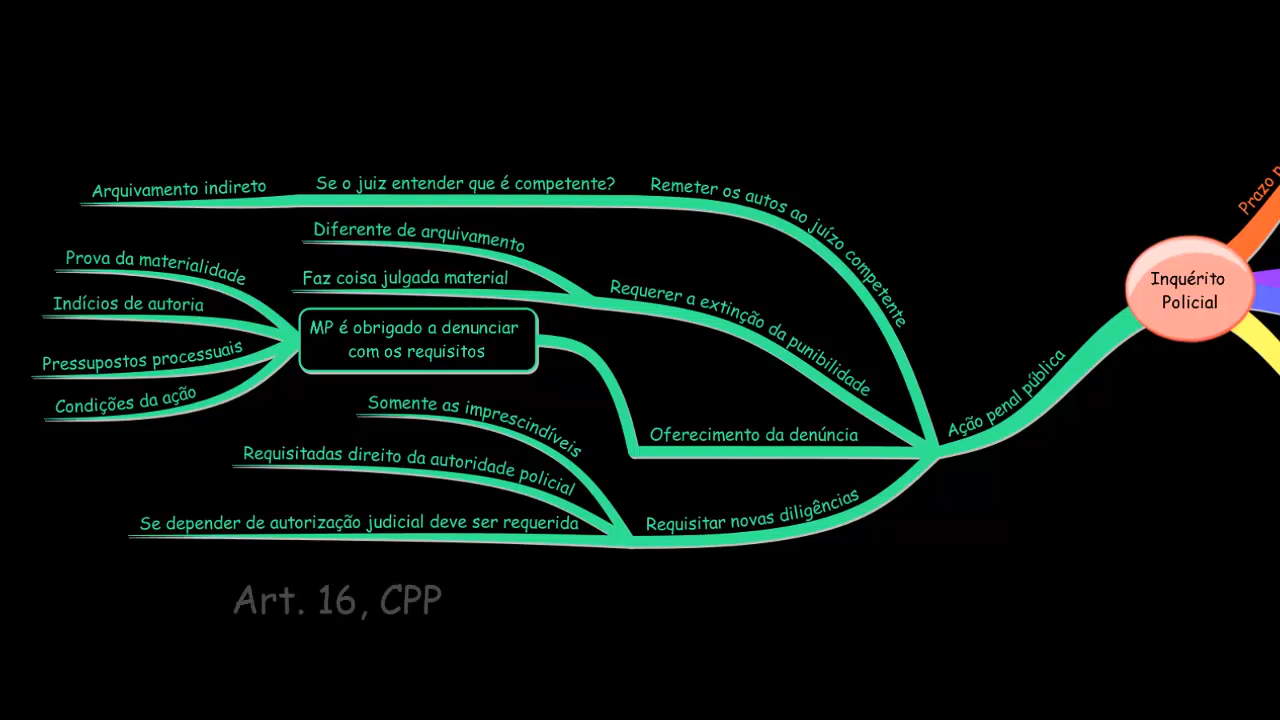 Arquivamento indireto
Se o juiz entender que é competente?
Remeter os autos ao juízo competente
Diferente de arquivamento
Faz coisa julgada material
Requerer a extinção da punibilidade
Prova da materialidade
Indícios de autoria
Pressupostos processuais
Condições da ação
MP é obrigado a denunciar
com os requisitos
Oferecimento da denúncia
Somente as imprescindíveis
Requisitadas direito da autoridade policial
Se depender de autorização judicial deve ser requerida
Requisitar novas diligências
Ação penal pública
Inquérito
Policial
Prazo
Art. 16, CPP